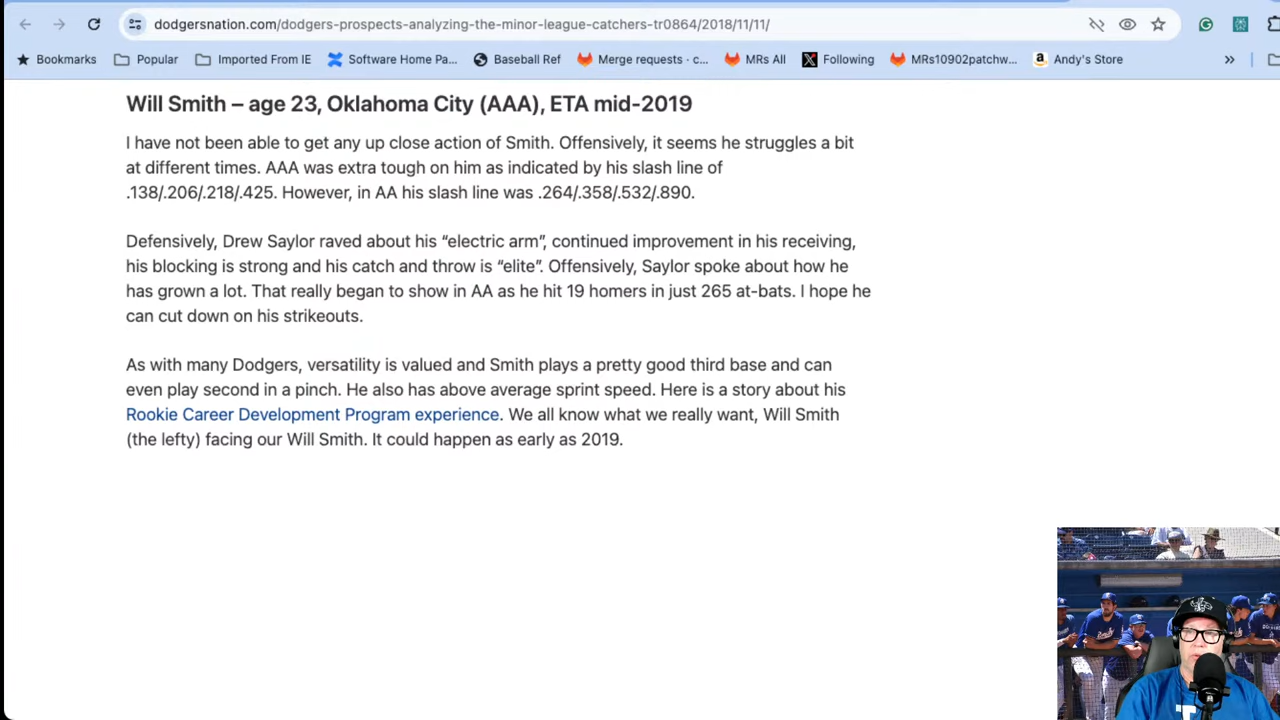 dodgersnation.com/dodgers-prospects-analyzing-the-minor-league-catchers-tr0864/2018/11/11/
Bookmarks Popular Imported From IE Software Home Pa... Baseball Ref Merge requests · c... MRs All Following MRs10902patchw... Andy's Store »
Will Smith – age 23, Oklahoma City (AAA), ETA mid-2019
I have not been able to get any up close action of Smith. Offensively, it seems he struggles a bit
at different times. AAA was extra tough on him as indicated by his slash line of
.138/.206/.218/.425. However, in AA his slash line was .264/.358/.532/.890.
Defensively, Drew Saylor raved about his “electric arm”, continued improvement in his receiving,
his blocking is strong and his catch and throw is “elite”. Offensively, Saylor spoke about how he
has grown a lot. That really began to show in AA as he hit 19 homers in just 265 at-bats. I hope he
can cut down on his strikeouts.
As with many Dodgers, versatility is valued and Smith plays a pretty good third base and can
even play second in a pinch. He also has above average sprint speed. Here is a story about his
Rookie Career Development Program experience. We all know what we really want, Will Smith
(the lefty) facing our Will Smith. It could happen as early as 2019.